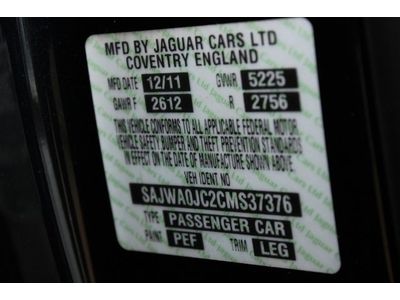 MFD BY JAGUAR CARS LTD
COVENTRY ENGLAND
MFD DATE 12/11 GVWR 5225
GAWR F 2612 R 2756
THIS VEHICLE CONFORMS TO ALL APPLICABLE FEDERAL MOTOR
VEHICLE SAFETY BUMPER AND THEFT PREVENTION STANDARDS
IN EFFECT ON THE DATE OF MANUFACTURE SHOWN ABOVE
VEH IDENT Nº
SAJWA0JC2CMS37376
TYPE: PASSENGER CAR
PAINT PEF TRIM LEG